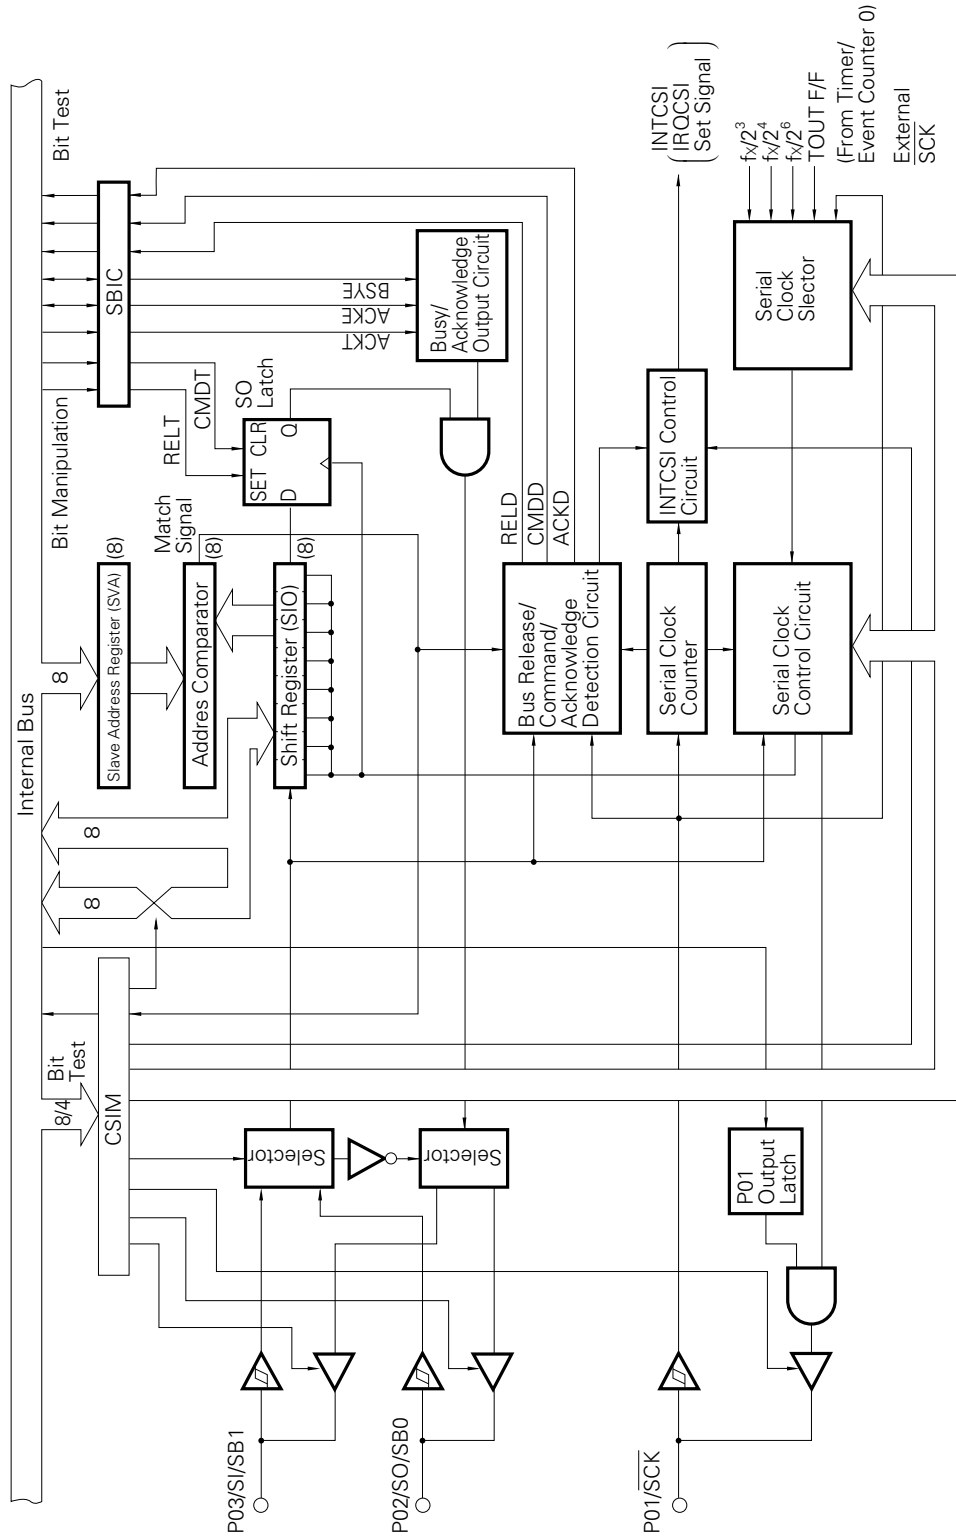 Internal Bus
8/4
Bit
Test
8
8
8
Bit Manipulation
Bit Test
CSIM
Slave Address Register (SVA)
(8)
SBIC
Addres Comparator
(8)
Match
Signal
RELT
CMDT
SET CLR
D Q
SO
Latch
ACKT
ACKE
BSYE
Busy/
Acknowledge
Output Circuit
Shift Register (SIO)
(8)
P03/SI/SB1
Selector
Selector
P02/SO/SB0
RELD
CMDD
ACKD
Bus Release/
Command/
Acknowledge
Detection Circuit
Serial Clock
Counter
INTCSI Control
Circuit
INTCSI
IRQCSI
Set Signal
P01/SCK
P01
Output
Latch
Serial Clock
Control Circuit
Serial
Clock
Slector
fx/2³
fx/2⁴
fx/2⁶
TOUT F/F
(From Timer/
Event Counter 0)
External
SCK